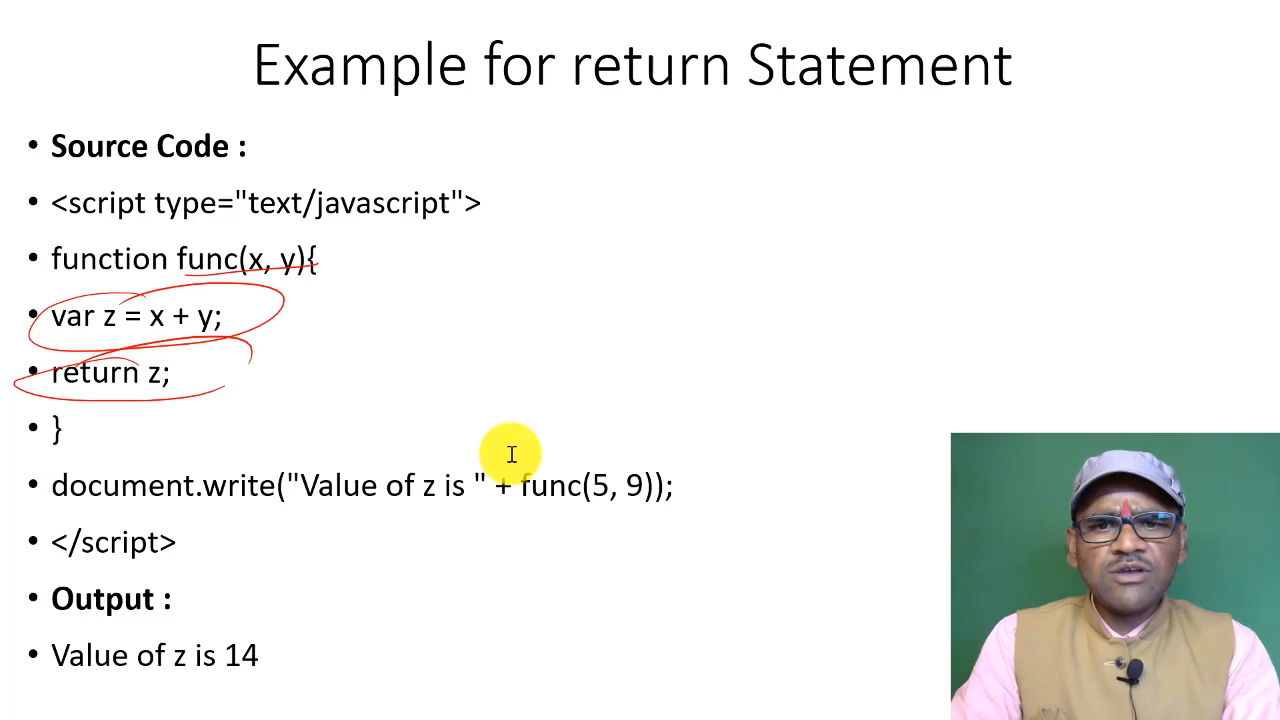 Example for return Statement
• Source Code :
• <script type="text/javascript">
• function func(x, y){
• var z = x + y;
• return z;
• }
• document.write("Value of z is " + func(5, 9));
• </script>
• Output :
• Value of z is 14